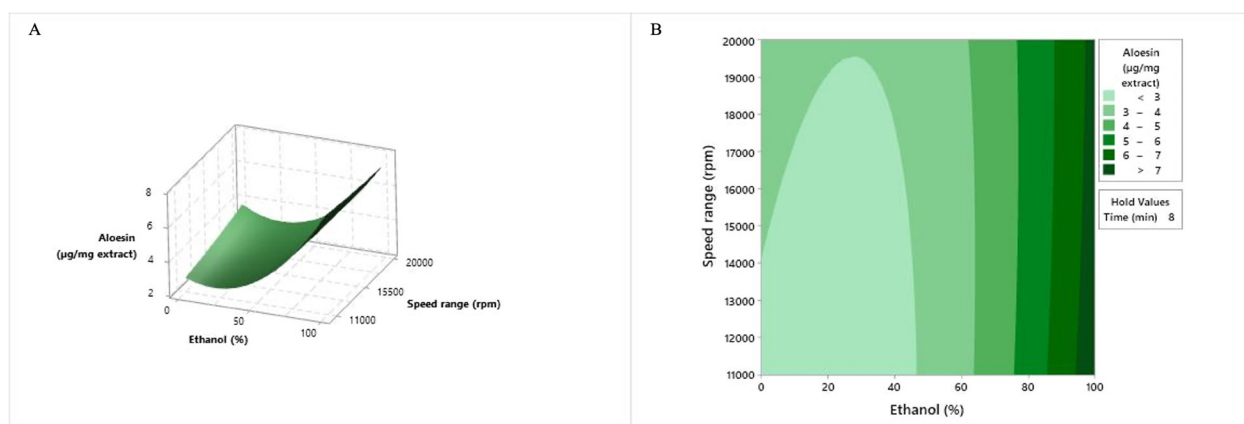 A
8
6
4
2
Aloesin
(µg/mg extract)
0
50
100
Ethanol (%)
11000
15500
20000
Speed range (rpm)
B
20000
19000
18000
17000
16000
15000
14000
13000
12000
11000
Speed range (rpm)
0
20
40
60
80
100
Ethanol (%)
Aloesin
(µg/mg
extract)
< 3
3 – 4
4 – 5
5 – 6
6 – 7
> 7
Hold Values
Time (min) 8